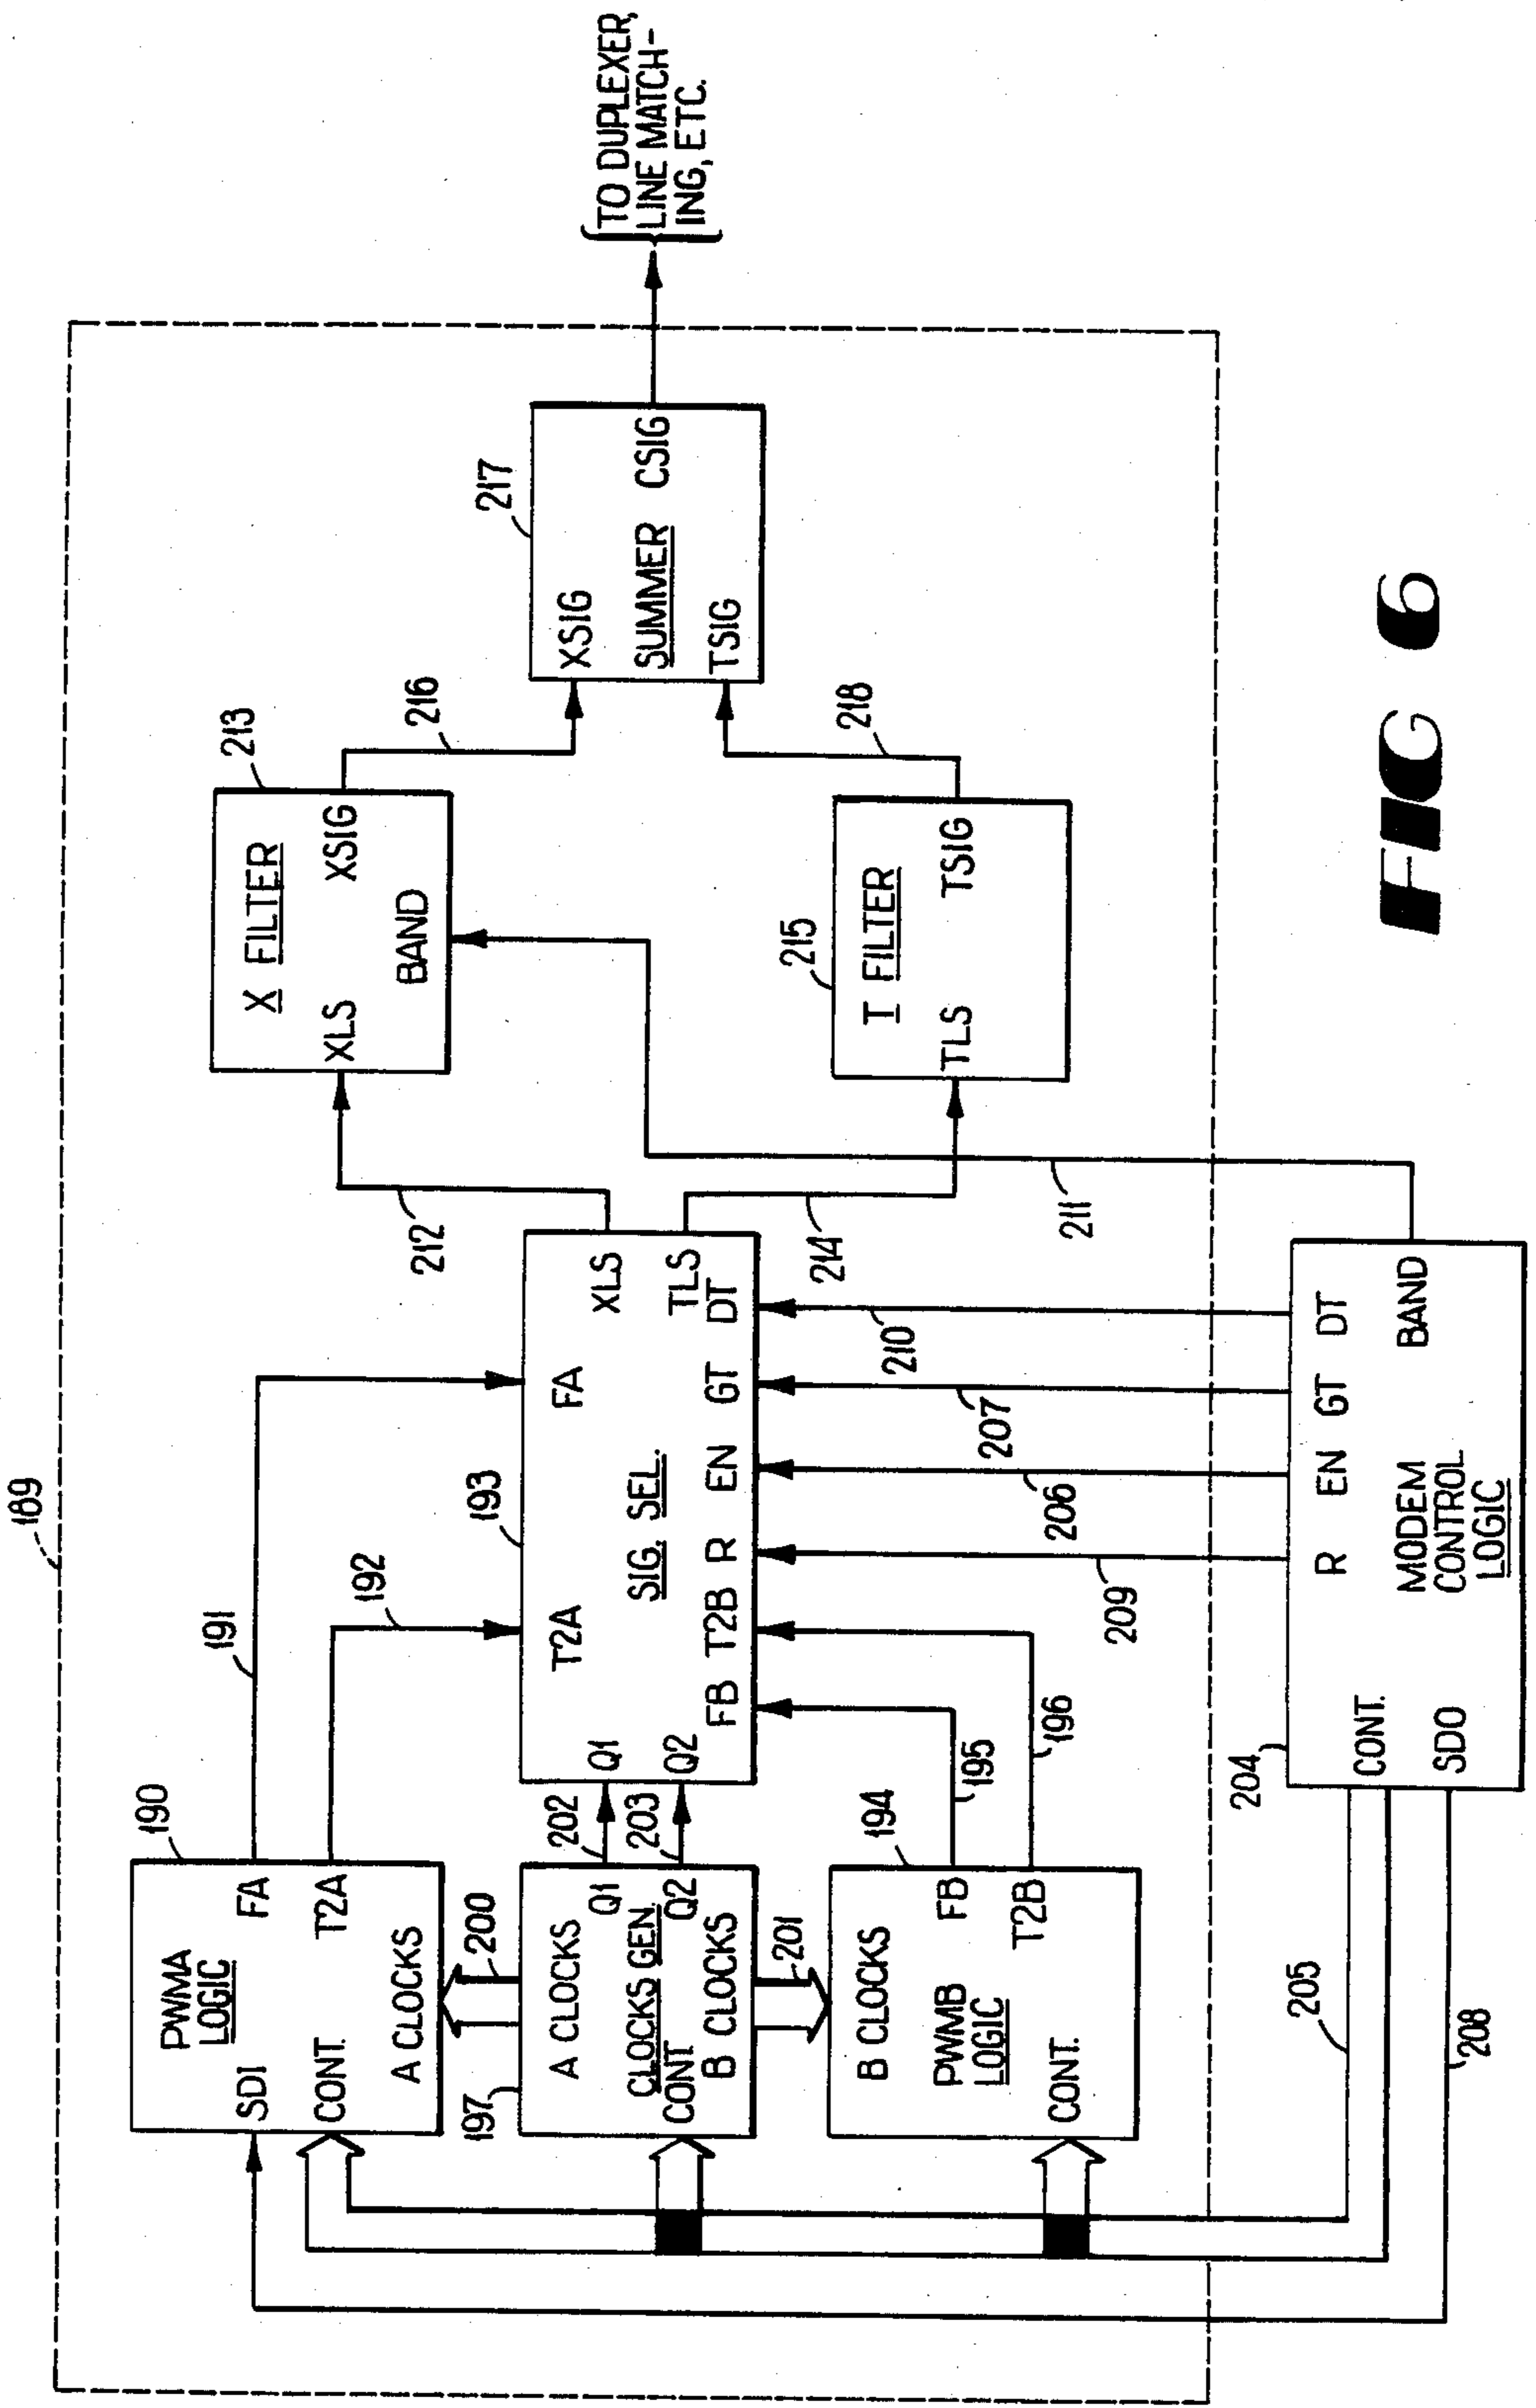 189
190
PWMA
LOGIC
SDI
FA
CONT.
T2A
A CLOCKS
191
192
200
197
A CLOCKS
Q1
CLOCKS GEN.
CONT
Q2
B CLOCKS
202
203
201
194
B CLOCKS
FB
PWMB
LOGIC
T2B
CONT.
195
196
193
T2A
FA
Q1
XLS
SIG. SEL.
Q2
TLS
FB T2B R EN GT DT
212
214
213
X FILTER
XLS
XSIG
BAND
215
T FILTER
TLS
TSIG
216
218
217
XSIG
SUMMER CSIG
TSIG
TO DUPLEXER,
LINE MATCH-
ING, ETC.
209
206
207
210
211
204
R EN GT DT
CONT.
MODEM
CONTROL
LOGIC
BAND
SDO
205
208
FIG 6